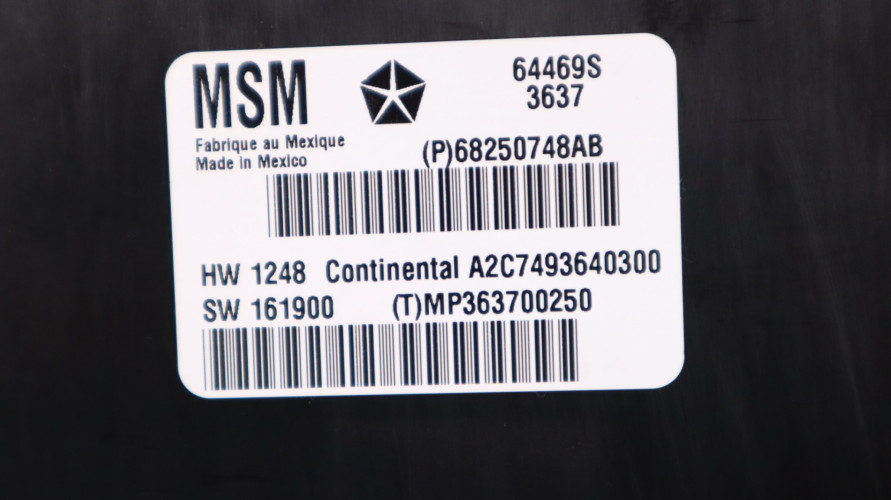 MSM
64469S
3637
Fabrique au Mexique
Made in Mexico
(P)68250748AB
HW 1248 Continental A2C7493640300
SW 161900 (T)MP363700250